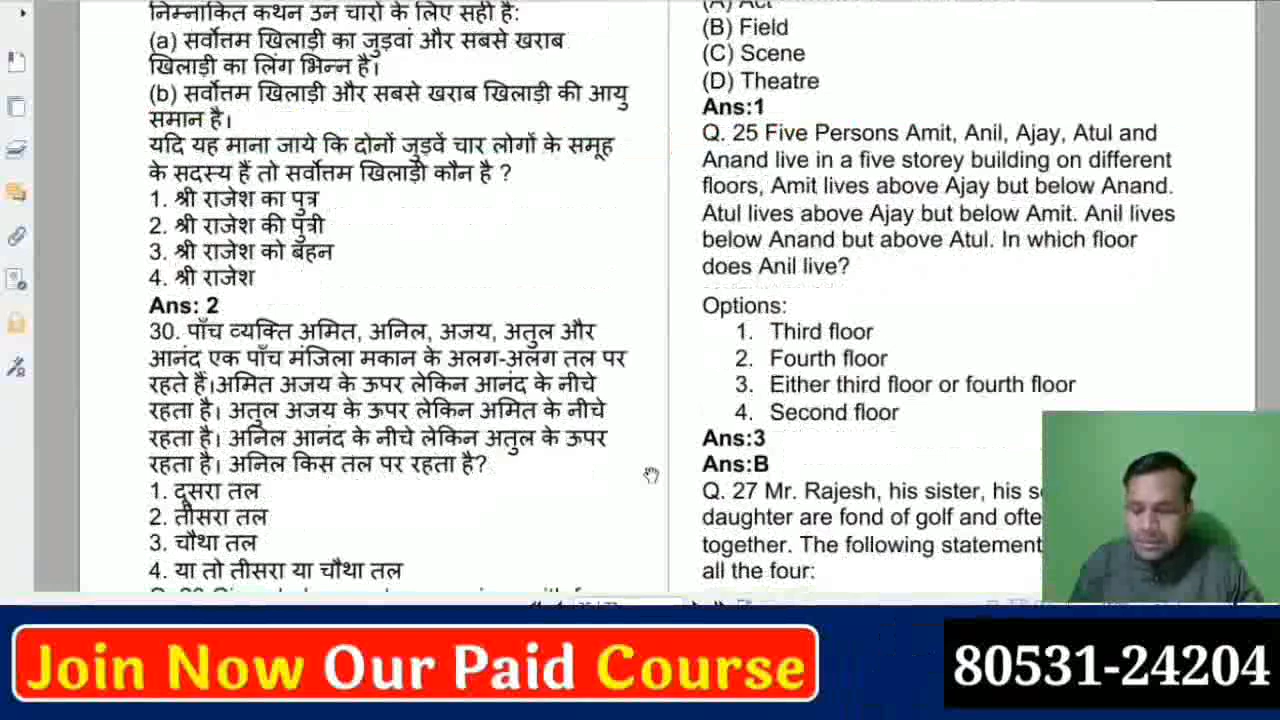 निम्नांकित कथन उन चारों के लिए सही है:
(a) सर्वोत्तम खिलाड़ी का जुड़वां और सबसे खराब
खिलाड़ी का लिंग भिन्न है।
(b) सर्वोत्तम खिलाड़ी और सबसे खराब खिलाड़ी की आयु
समान है।
यदि यह माना जाये कि दोनों जुड़वें चार लोगों के समूह
के सदस्य हैं तो सर्वोत्तम खिलाड़ी कौन है ?
1. श्री राजेश का पुत्र
2. श्री राजेश की पुत्री
3. श्री राजेश को बहन
4. श्री राजेश
Ans: 2
30. पाँच व्यक्ति अमित, अनिल, अजय, अतुल और
आनंद एक पाँच मंजिला मकान के अलग-अलग तल पर
रहते हैं।अमित अजय के ऊपर लेकिन आनंद के नीचे
रहता है। अतुल अजय के ऊपर लेकिन अमित के नीचे
रहता है। अनिल आनंद के नीचे लेकिन अतुल के ऊपर
रहता है। अनिल किस तल पर रहता है?
1. दूसरा तल
2. तीसरा तल
3. चौथा तल
4. या तो तीसरा या चौथा तल
(A) Act
(B) Field
(C) Scene
(D) Theatre
Ans:1
Q. 25 Five Persons Amit, Anil, Ajay, Atul and
Anand live in a five storey building on different
floors, Amit lives above Ajay but below Anand.
Atul lives above Ajay but below Amit. Anil lives
below Anand but above Atul. In which floor
does Anil live?
Options:
1. Third floor
2. Fourth floor
3. Either third floor or fourth floor
4. Second floor
Ans:3
Ans:B
Q. 27 Mr. Rajesh, his sister, his
daughter are fond of golf and
together. The following statement
all the four:
Join Now Our Paid Course
80531-24204